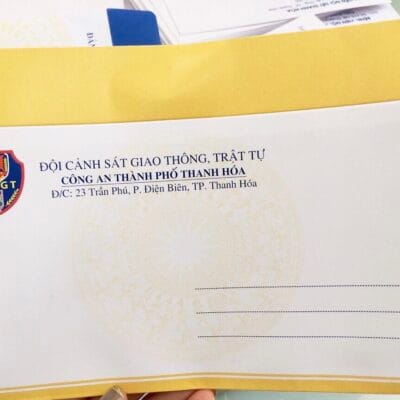 ĐỘI CẢNH SÁT GIAO THÔNG, TRẬT TỰ
CÔNG AN THÀNH PHỐ THANH HÓA
Đ/C: 23 Trần Phú, P. Điện Biên, TP. Thanh Hóa
GT